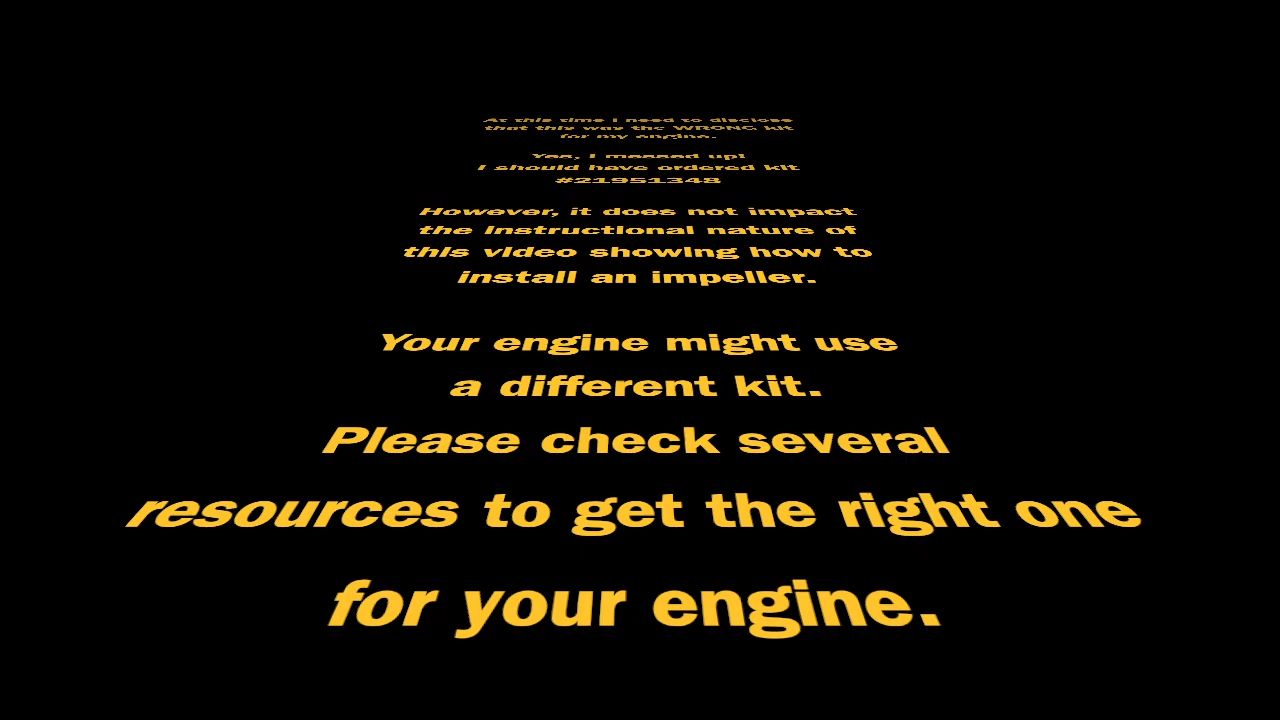 At this time I need to disclose
that this was the WRONG kit
for my engine.
Yes, I messed up!
I should have ordered kit
#21951348
However, it does not impact
the instructional nature of
this video showing how to
install an impeller.
Your engine might use
a different kit.
Please check several
resources to get the right one
for your engine.